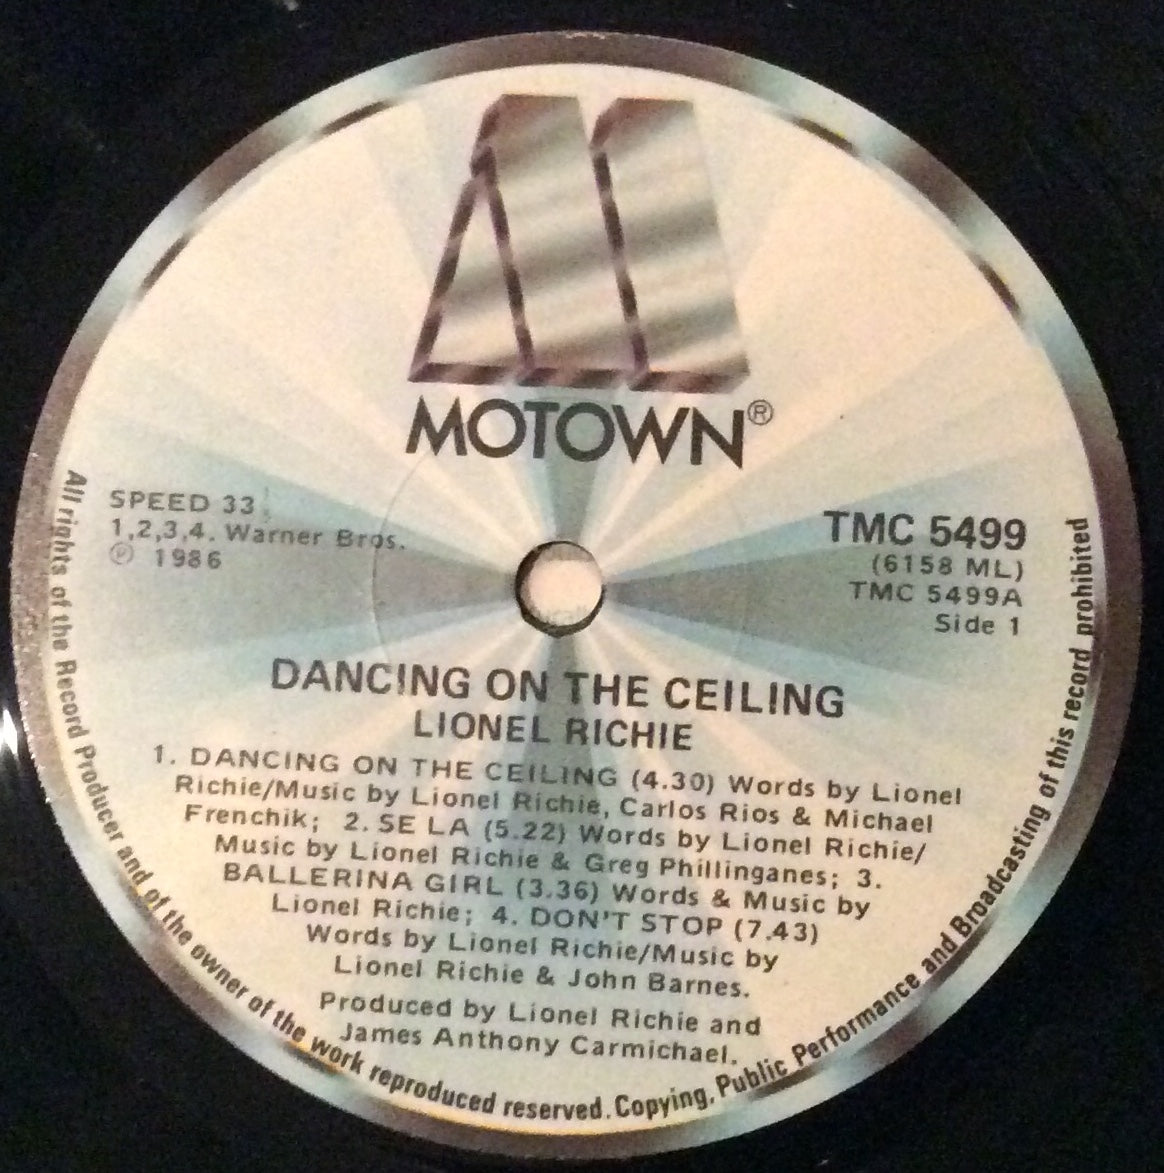 MOTOWN®
SPEED 33
1,2,3,4. Warner Bros.
℗ 1986
TMC 5499
(6158 ML)
TMC 5499A
Side 1
DANCING ON THE CEILING
LIONEL RICHIE
1. DANCING ON THE CEILING (4.30) Words by Lionel
Richie/Music by Lionel Richie, Carlos Rios & Michael
Frenchik; 2. SE LA (5.22) Words by Lionel Richie/
Music by Lionel Richie & Greg Phillinganes; 3.
BALLERINA GIRL (3.36) Words & Music by
Lionel Richie; 4. DON'T STOP (7.43)
Words by Lionel Richie/Music by
Lionel Richie & John Barnes.
Produced by Lionel Richie and
James Anthony Carmichael.
All rights of the Record Producer and of the owner of the work reproduced reserved. Copying, Public Performance and Broadcasting of this record prohibited